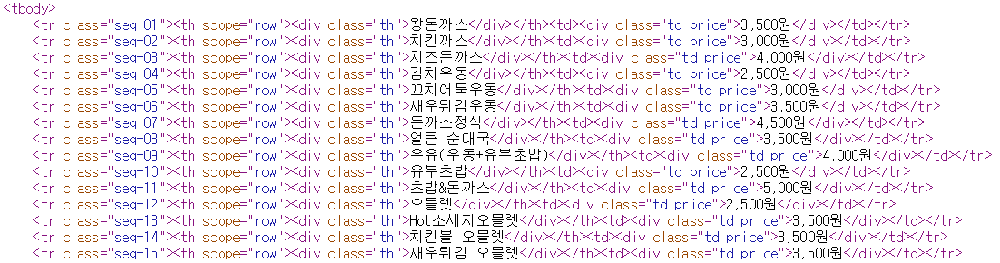 <tbody>
<tr class="seq-01"><th scope="row"><div class="th">왕돈까스</div></th><td><div class="td price">3,500원</div></td></tr>
<tr class="seq-02"><th scope="row"><div class="th">치킨까스</div></th><td><div class="td price">3,000원</div></td></tr>
<tr class="seq-03"><th scope="row"><div class="th">치즈돈까스</div></th><td><div class="td price">4,000원</div></td></tr>
<tr class="seq-04"><th scope="row"><div class="th">김치우동</div></th><td><div class="td price">2,500원</div></td></tr>
<tr class="seq-05"><th scope="row"><div class="th">꼬치어묵우동</div></th><td><div class="td price">3,000원</div></td></tr>
<tr class="seq-06"><th scope="row"><div class="th">새우튀김우동</div></th><td><div class="td price">3,500원</div></td></tr>
<tr class="seq-07"><th scope="row"><div class="th">돈까스정식</div></th><td><div class="td price">4,500원</div></td></tr>
<tr class="seq-08"><th scope="row"><div class="th">얼큰 순대국</div></th><td><div class="td price">3,500원</div></td></tr>
<tr class="seq-09"><th scope="row"><div class="th">우유(우동+유부초밥)</div></th><td><div class="td price">4,000원</div></td></tr>
<tr class="seq-10"><th scope="row"><div class="th">유부초밥</div></th><td><div class="td price">2,500원</div></td></tr>
<tr class="seq-11"><th scope="row"><div class="th">초밥&돈까스</div></th><td><div class="td price">5,000원</div></td></tr>
<tr class="seq-12"><th scope="row"><div class="th">오믈렛</div></th><td><div class="td price">2,500원</div></td></tr>
<tr class="seq-13"><th scope="row"><div class="th">Hot소세지오믈렛</div></th><td><div class="td price">3,500원</div></td></tr>
<tr class="seq-14"><th scope="row"><div class="th">치킨볼 오믈렛</div></th><td><div class="td price">3,500원</div></td></tr>
<tr class="seq-15"><th scope="row"><div class="th">새우튀김 오믈렛</div></th><td><div class="td price">3,500원</div></td></tr>